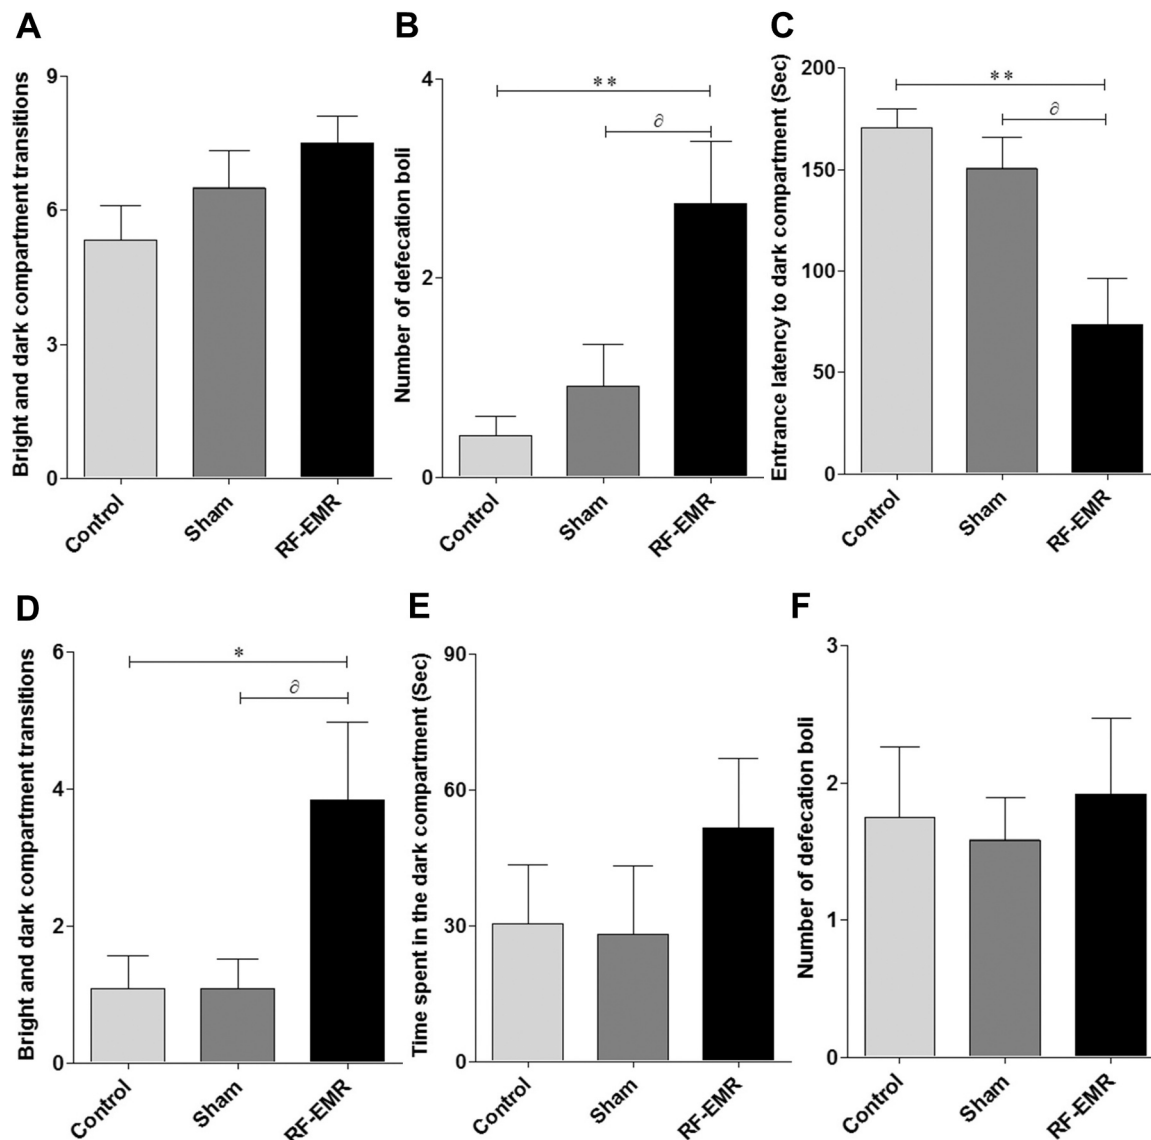 A
Bright and dark compartment transitions
9
6
3
0
Control
Sham
RF-EMR
B
Number of defecation boli
4
2
0
**
∂
Control
Sham
RF-EMR
C
Entrance latency to dark compartment (Sec)
200
150
100
50
0
**
∂
Control
Sham
RF-EMR
D
Bright and dark compartment transitions
6
4
2
0
*
∂
Control
Sham
RF-EMR
E
Time spent in the dark compartment (Sec)
90
60
30
0
Control
Sham
RF-EMR
F
Number of defecation boli
3
2
1
0
Control
Sham
RF-EMR